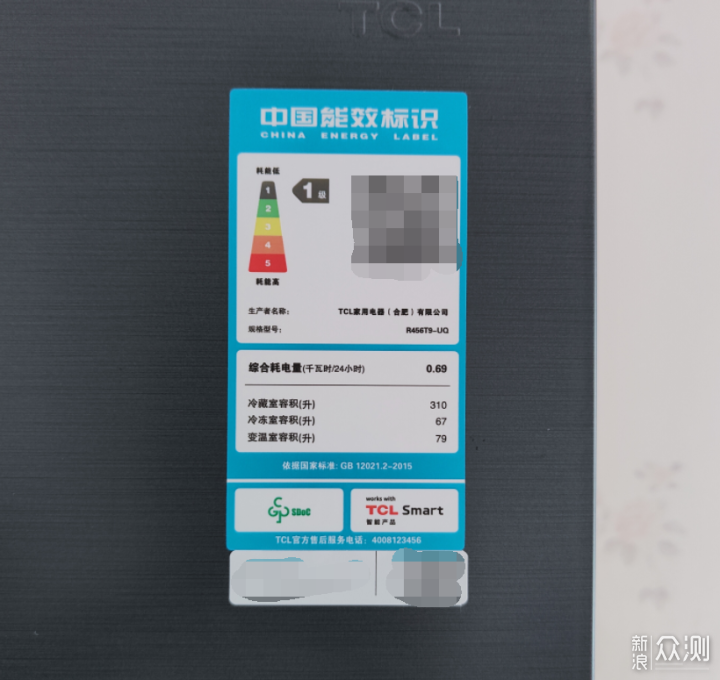 TCL
中国能效标识
CHINA ENERGY LABEL
耗能低
1
2
3
4
5
1级
耗能高
生产者名称: TCL家用电器(合肥)有限公司
规格型号: R456T9-UQ
综合耗电量(千瓦时/24小时) 0.69
冷藏室容积(升) 310
冷冻室容积(升) 67
变温室容积(升) 79
依据国家标准: GB 12021.2-2015
CGP SDoC
works with
TCL Smart
智能产品
TCL官方售后服务电话: 4008123456
新浪众测